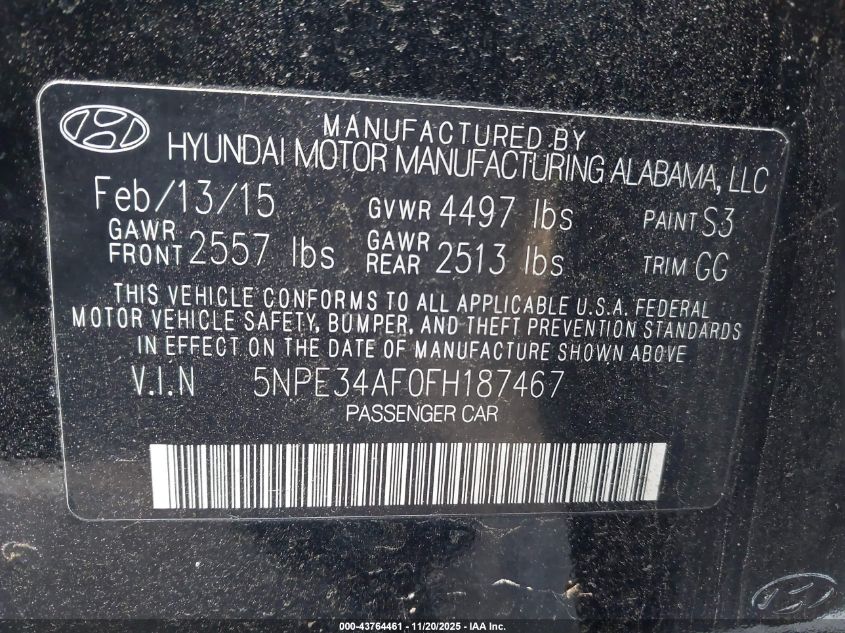 MANUFACTURED BY
HYUNDAI MOTOR MANUFACTURING ALABAMA, LLC
Feb/13/15 GVWR 4497 lbs PAINT S3
GAWR FRONT 2557 lbs GAWR REAR 2513 lbs TRIM GG
THIS VEHICLE CONFORMS TO ALL APPLICABLE U.S.A. FEDERAL
MOTOR VEHICLE SAFETY, BUMPER, AND THEFT PREVENTION STANDARDS
IN EFFECT ON THE DATE OF MANUFACTURE SHOWN ABOVE
V.I.N 5NPE34AF0FH187467
PASSENGER CAR
000-43764461 - 11/20/2025 - IAA Inc.